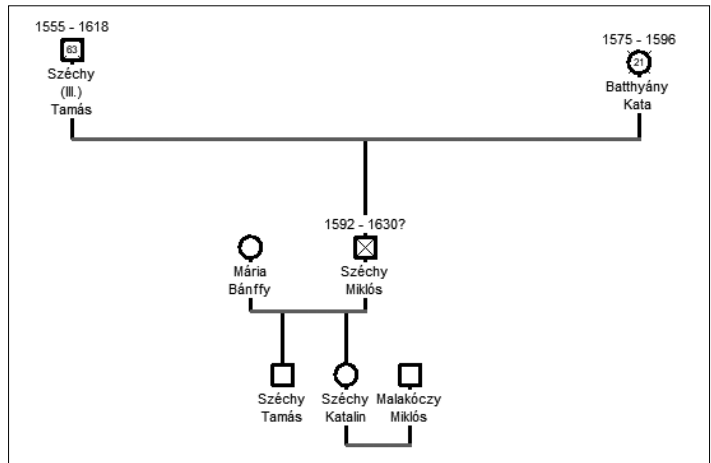 1555 - 1618
63
Széchy
(III.)
Tamás
1575 - 1596
21
Batthyány
Kata
1592 - 1630?
Mária
Bánffy
Széchy
Miklós
Széchy
Tamás
Széchy
Katalin
Malakóczy
Miklós